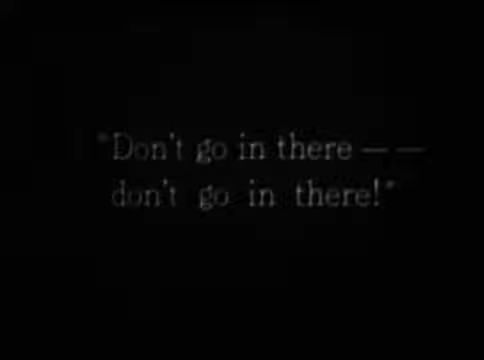 "Don't go in there — —
don't go in there!"